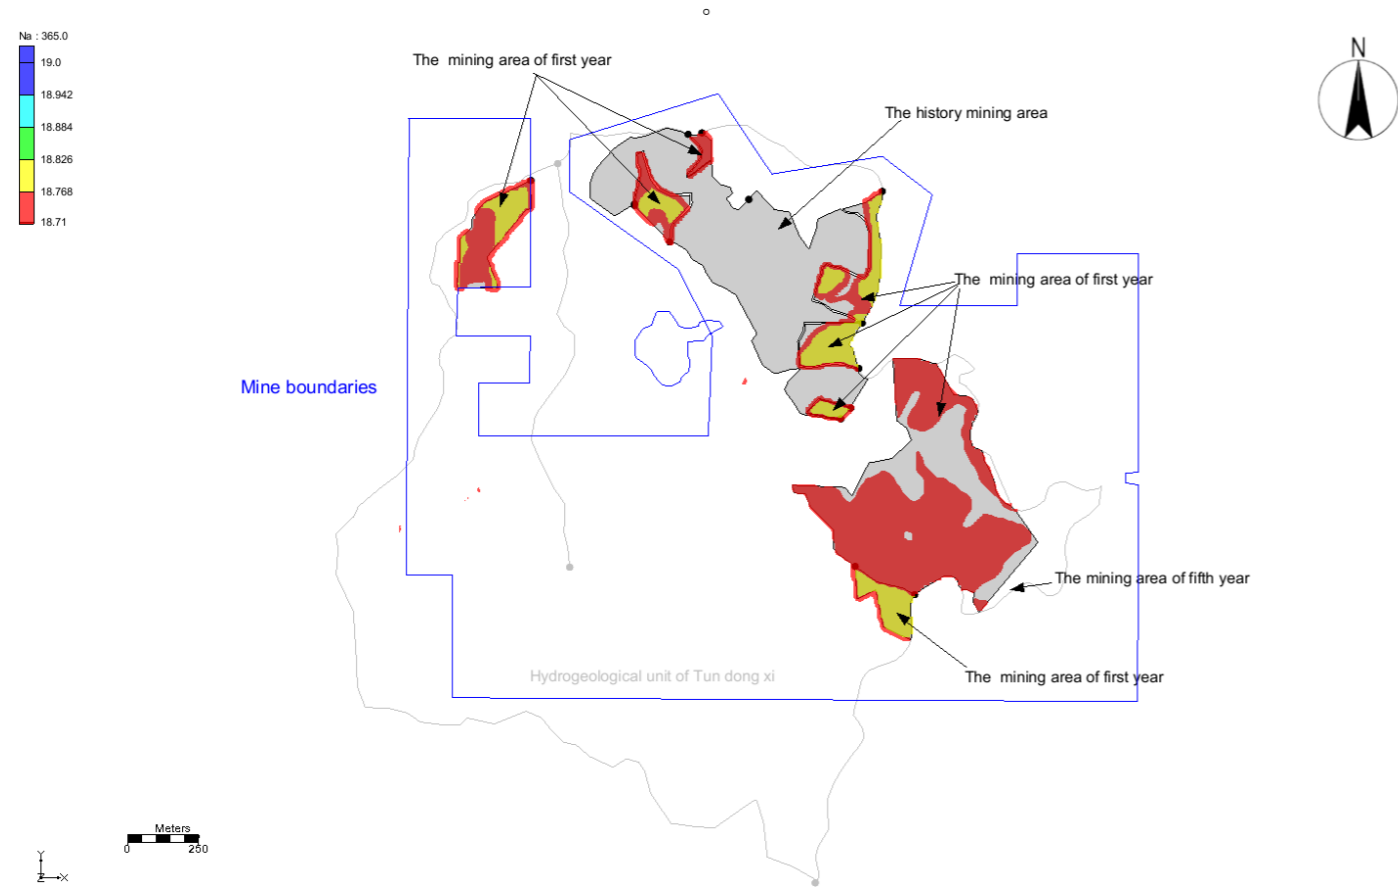 Na : 365.0
19.0
18.942
18.884
18.826
18.768
18.71
The mining area of first year
The history mining area
N
The mining area of first year
Mine boundaries
The mining area of fifth year
Hydrogeological unit of Tun dong xi
The mining area of first year
Meters
0 250
Y
Z X